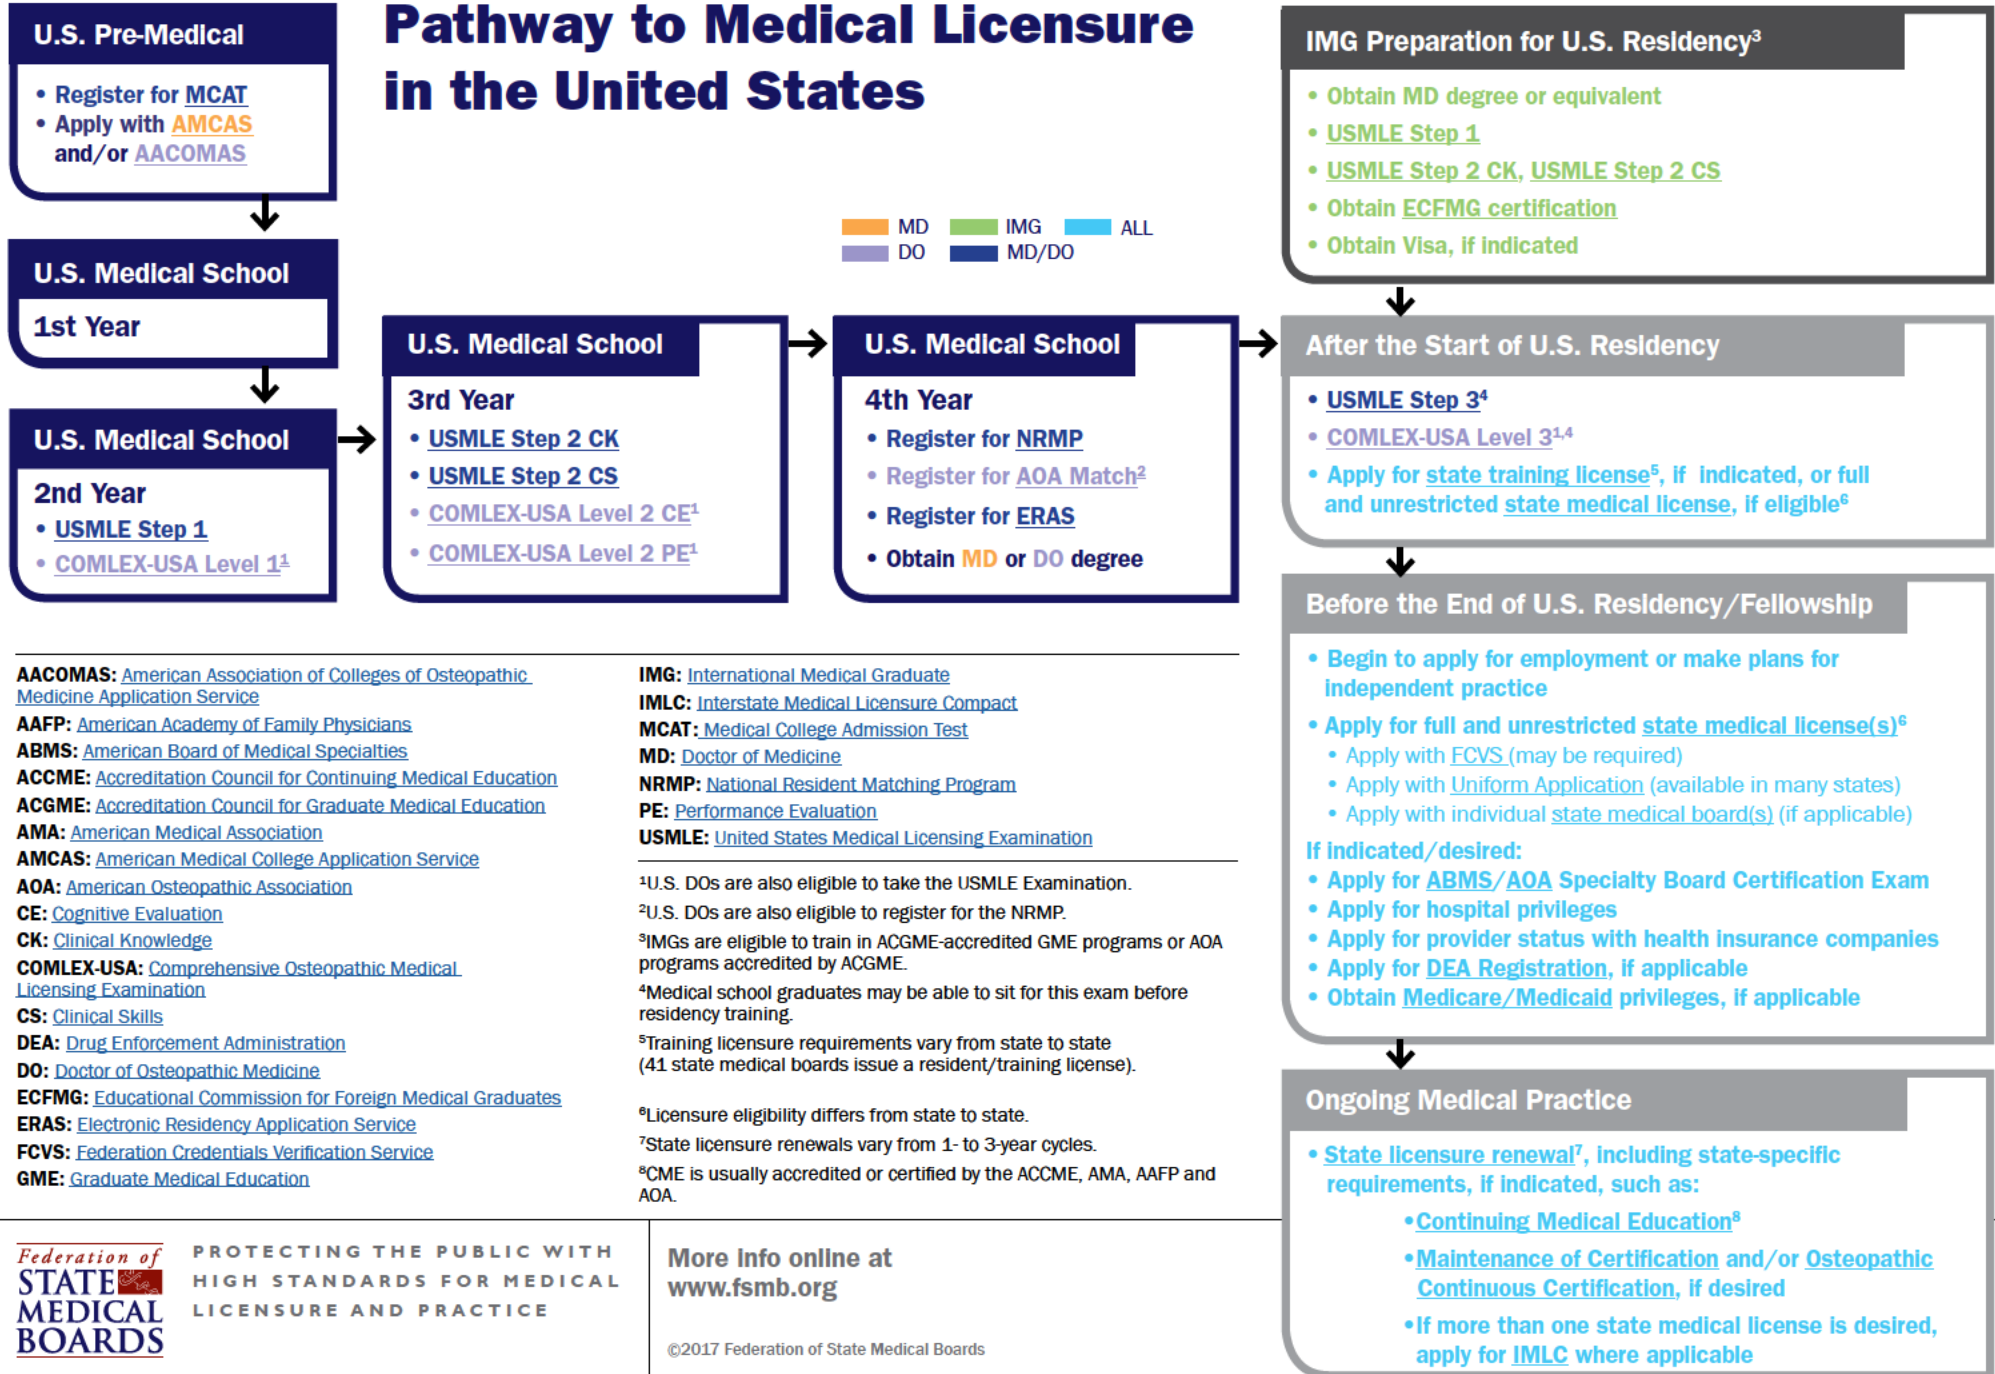 Pathway to Medical Licensure
in the United States
U.S. Pre-Medical
• Register for MCAT
• Apply with AMCAS
and/or AACOMAS
U.S. Medical School
1st Year
U.S. Medical School
2nd Year
• USMLE Step 1
• COMLEX-USA Level 1¹
MD
IMG
ALL
DO
MD/DO
U.S. Medical School
3rd Year
• USMLE Step 2 CK
• USMLE Step 2 CS
• COMLEX-USA Level 2 CE¹
• COMLEX-USA Level 2 PE¹
U.S. Medical School
4th Year
• Register for NRMP
• Register for AOA Match²
• Register for ERAS
• Obtain MD or DO degree
IMG Preparation for U.S. Residency³
• Obtain MD degree or equivalent
• USMLE Step 1
• USMLE Step 2 CK, USMLE Step 2 CS
• Obtain ECFMG certification
• Obtain Visa, if indicated
After the Start of U.S. Residency
• USMLE Step 3⁴
• COMLEX-USA Level 3¹,⁴
• Apply for state training license⁵, if indicated, or full
and unrestricted state medical license, if eligible⁶
Before the End of U.S. Residency/Fellowship
• Begin to apply for employment or make plans for
independent practice
• Apply for full and unrestricted state medical license(s)⁶
• Apply with FCVS (may be required)
• Apply with Uniform Application (available in many states)
• Apply with individual state medical board(s) (if applicable)
If indicated/desired:
• Apply for ABMS/AOA Specialty Board Certification Exam
• Apply for hospital privileges
• Apply for provider status with health insurance companies
• Apply for DEA Registration, if applicable
• Obtain Medicare/Medicaid privileges, if applicable
Ongoing Medical Practice
• State licensure renewal⁷, including state-specific
requirements, if indicated, such as:
•Continuing Medical Education⁸
•Maintenance of Certification and/or Osteopathic
Continuous Certification, if desired
•If more than one state medical license is desired,
apply for IMLC where applicable
AACOMAS: American Association of Colleges of Osteopathic
Medicine Application Service
AAFP: American Academy of Family Physicians
ABMS: American Board of Medical Specialties
ACCME: Accreditation Council for Continuing Medical Education
ACGME: Accreditation Council for Graduate Medical Education
AMA: American Medical Association
AMCAS: American Medical College Application Service
AOA: American Osteopathic Association
CE: Cognitive Evaluation
CK: Clinical Knowledge
COMLEX-USA: Comprehensive Osteopathic Medical
Licensing Examination
CS: Clinical Skills
DEA: Drug Enforcement Administration
DO: Doctor of Osteopathic Medicine
ECFMG: Educational Commission for Foreign Medical Graduates
ERAS: Electronic Residency Application Service
FCVS: Federation Credentials Verification Service
GME: Graduate Medical Education
IMG: International Medical Graduate
IMLC: Interstate Medical Licensure Compact
MCAT: Medical College Admission Test
MD: Doctor of Medicine
NRMP: National Resident Matching Program
PE: Performance Evaluation
USMLE: United States Medical Licensing Examination
¹U.S. DOs are also eligible to take the USMLE Examination.
²U.S. DOs are also eligible to register for the NRMP.
³IMGs are eligible to train in ACGME-accredited GME programs or AOA
programs accredited by ACGME.
⁴Medical school graduates may be able to sit for this exam before
residency training.
⁵Training licensure requirements vary from state to state
(41 state medical boards issue a resident/training license).
⁶Licensure eligibility differs from state to state.
⁷State licensure renewals vary from 1- to 3-year cycles.
⁸CME is usually accredited or certified by the ACCME, AMA, AAFP and
AOA.
Federation of
STATE
MEDICAL
BOARDS
PROTECTING THE PUBLIC WITH
HIGH STANDARDS FOR MEDICAL
LICENSURE AND PRACTICE
More info online at
www.fsmb.org
©2017 Federation of State Medical Boards